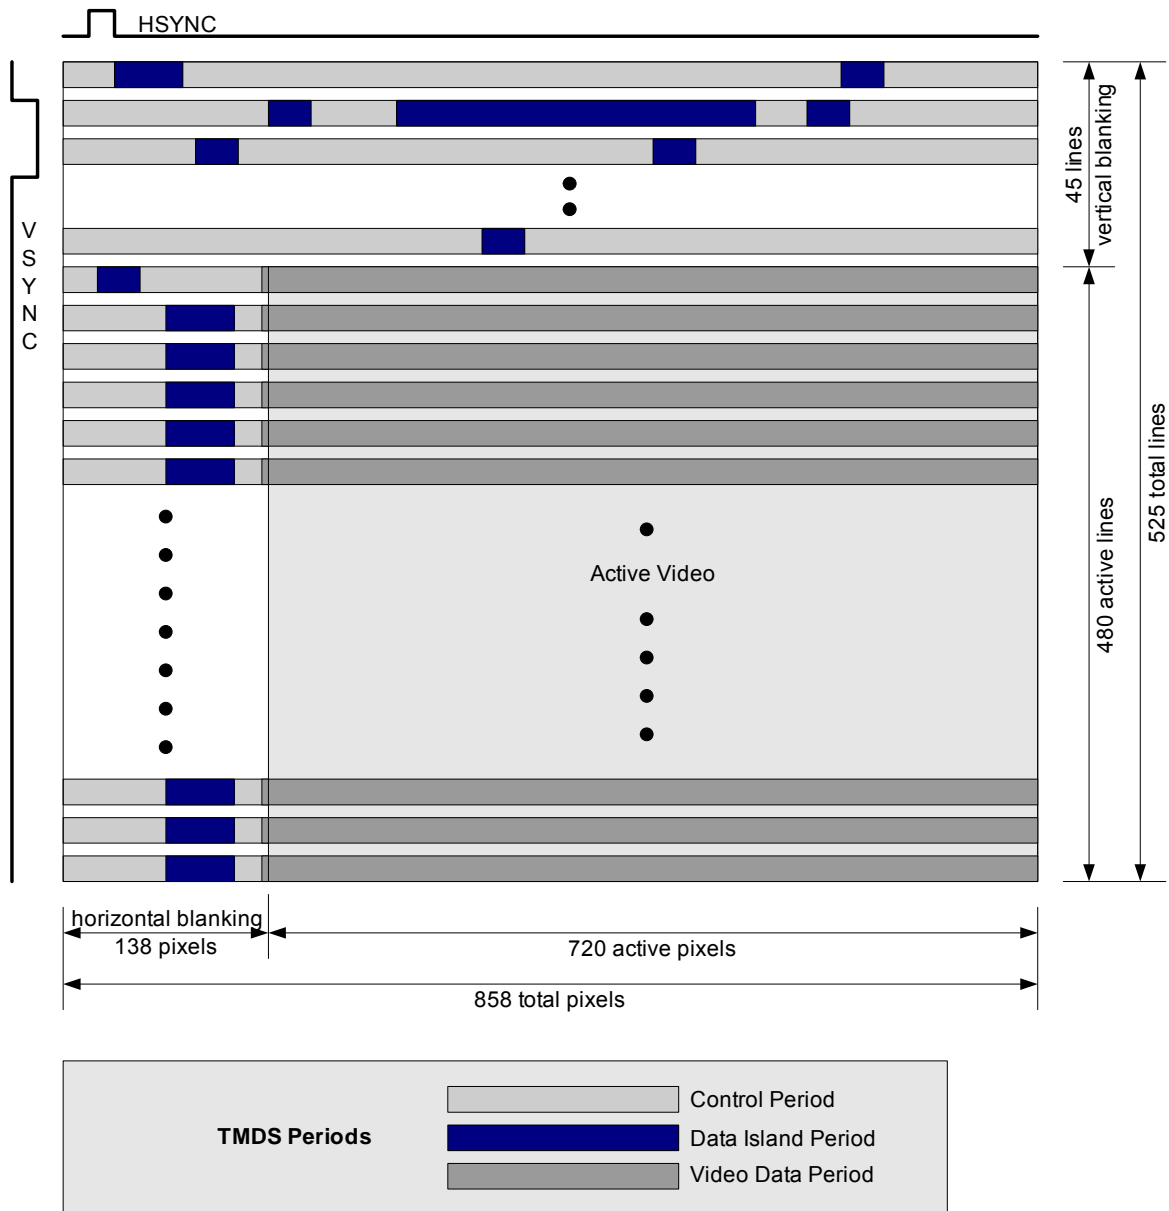 HSYNC
VSYNC
45 lines
vertical blanking
525 total lines
480 active lines
Active Video
horizontal blanking
138 pixels
720 active pixels
858 total pixels
TMDS Periods
Control Period
Data Island Period
Video Data Period